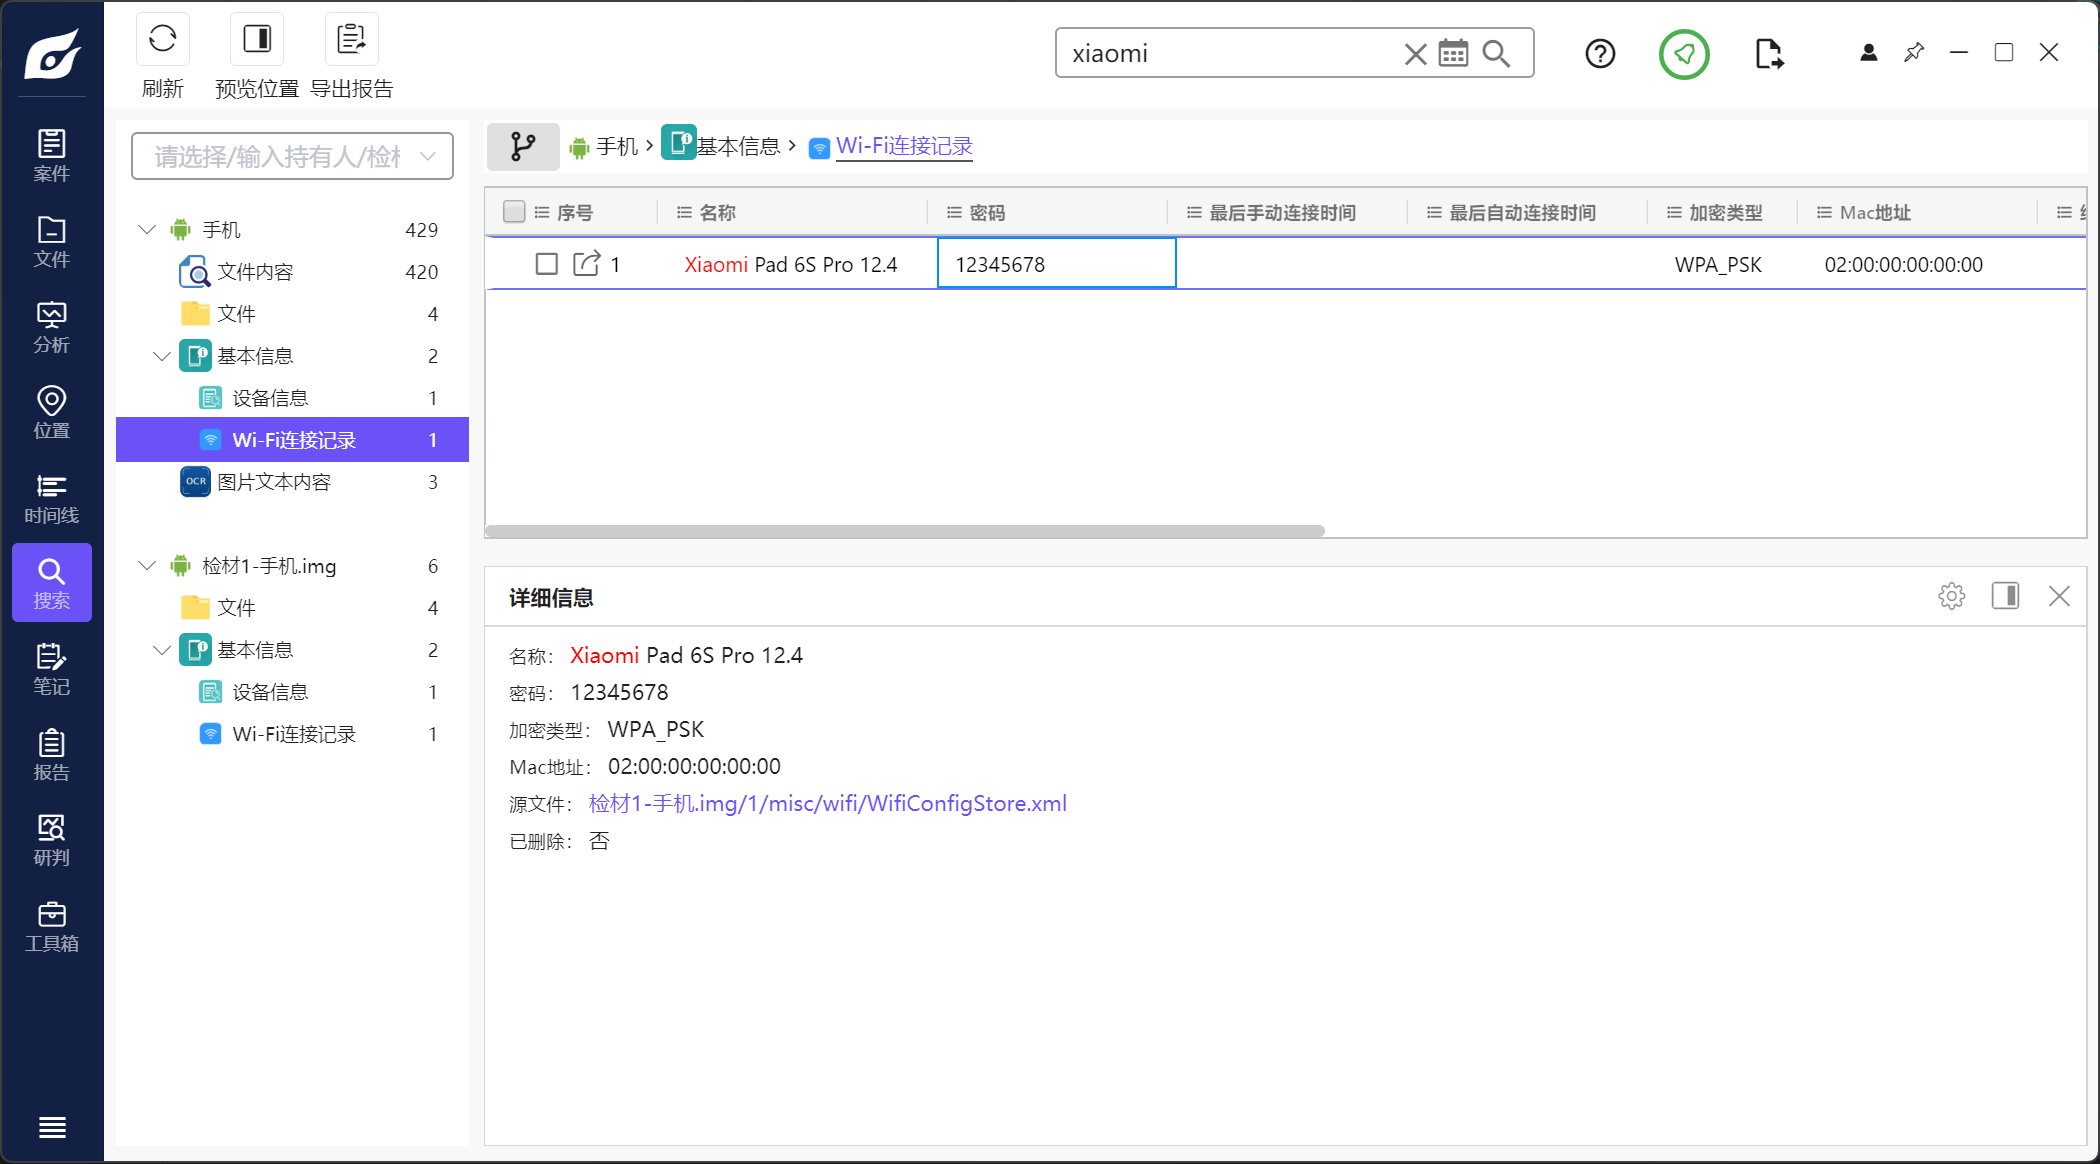 刷新
预览位置
导出报告
xiaomi
案件
文件
分析
位置
时间线
搜索
笔记
报告
研判
工具箱
请选择/输入持有人/检
手机 429
文件内容 420
文件 4
基本信息 2
设备信息 1
Wi-Fi连接记录 1
OCR 图片文本内容 3
检材1-手机.img 6
文件 4
基本信息 2
设备信息 1
Wi-Fi连接记录 1
手机 > 基本信息 > Wi-Fi连接记录
序号 名称 密码 最后手动连接时间 最后自动连接时间 加密类型 Mac地址
1 Xiaomi Pad 6S Pro 12.4 12345678 WPA_PSK 02:00:00:00:00:00
详细信息
名称: Xiaomi Pad 6S Pro 12.4
密码: 12345678
加密类型: WPA_PSK
Mac地址: 02:00:00:00:00:00
源文件: 检材1-手机.img/1/misc/wifi/WifiConfigStore.xml
已删除: 否